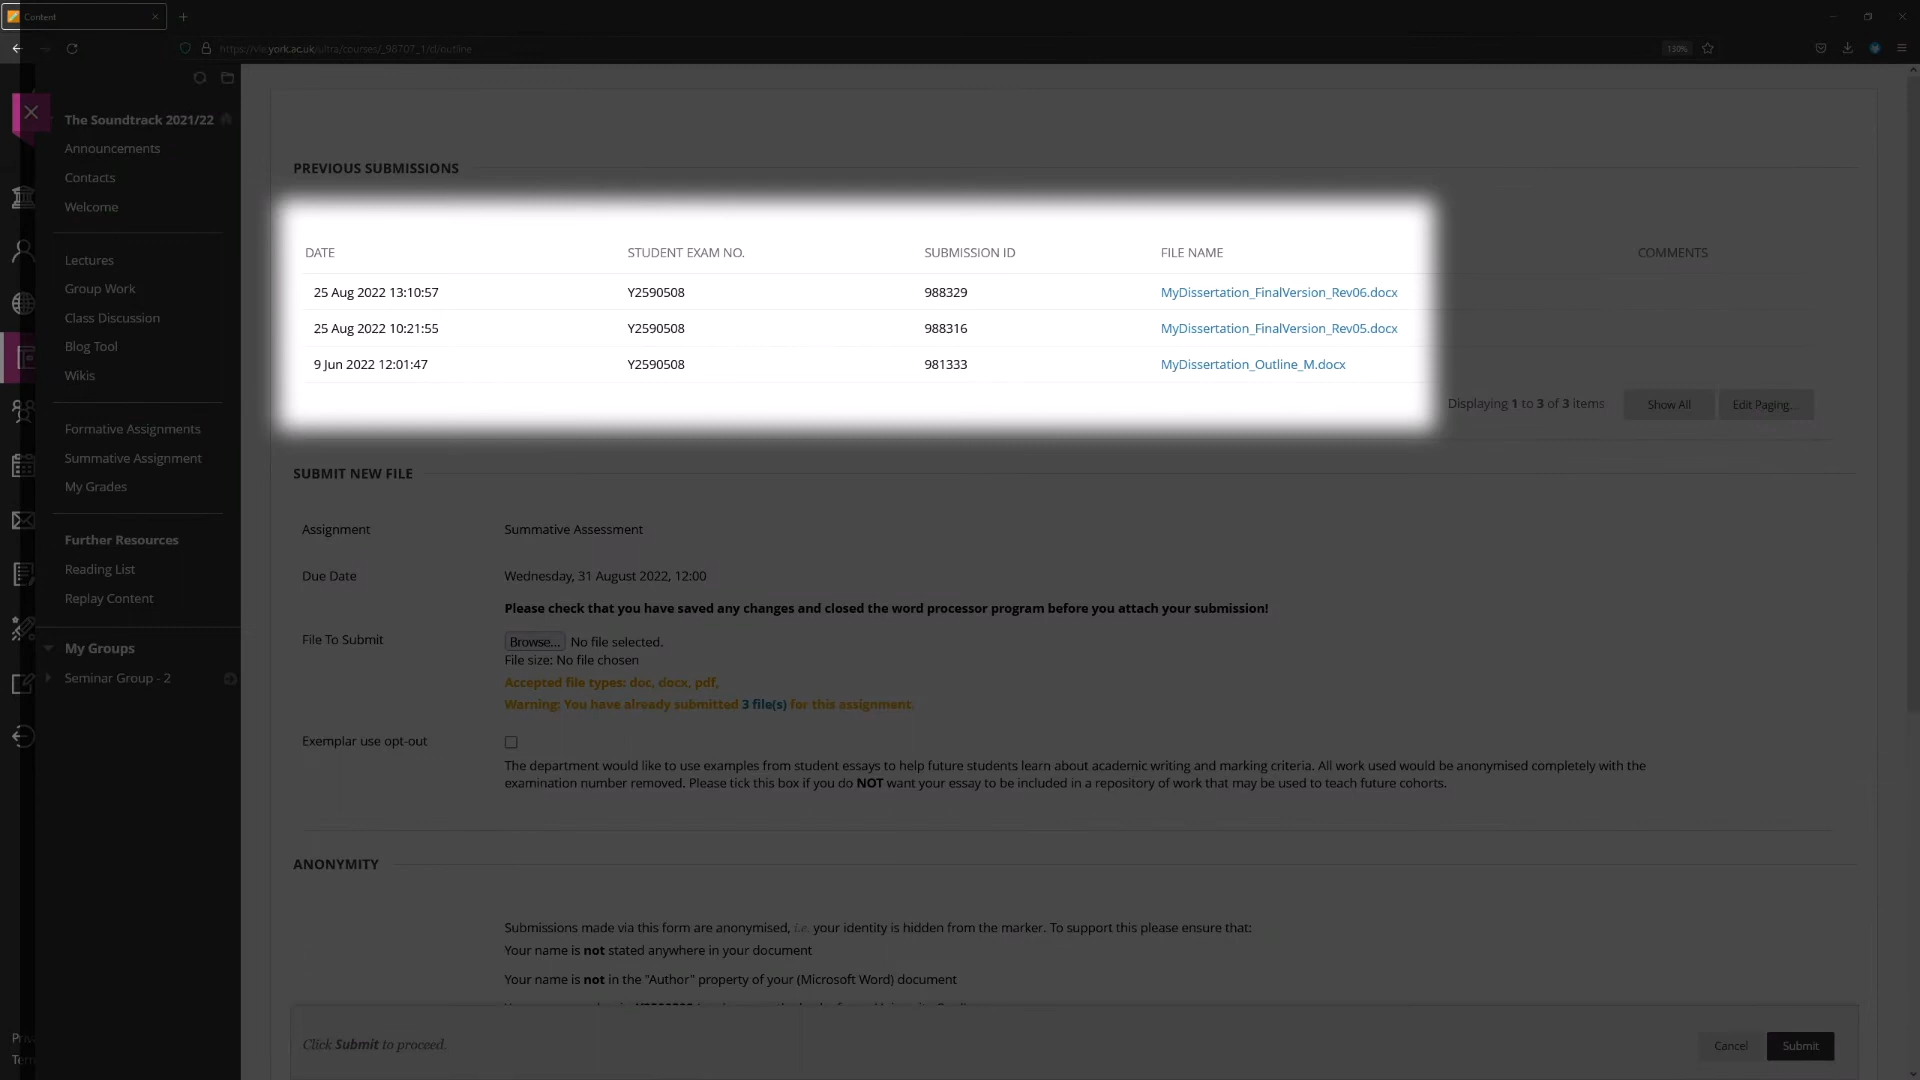 Content
https://vle.york.ac.uk/ultra/courses/_98707_1/cl/outline
130%
The Soundtrack 2021/22
Announcements
Contacts
Welcome
Lectures
Group Work
Class Discussion
Blog Tool
Wikis
Formative Assignments
Summative Assignment
My Grades
Further Resources
Reading List
Replay Content
My Groups
Seminar Group - 2
PREVIOUS SUBMISSIONS
DATE STUDENT EXAM NO. SUBMISSION ID FILE NAME COMMENTS
25 Aug 2022 13:10:57 Y2590508 988329 MyDissertation_FinalVersion_Rev06.docx
25 Aug 2022 10:21:55 Y2590508 988316 MyDissertation_FinalVersion_Rev05.docx
9 Jun 2022 12:01:47 Y2590508 981333 MyDissertation_Outline_M.docx
Displaying 1 to 3 of 3 items Show All Edit Paging...
SUBMIT NEW FILE
Assignment Summative Assessment
Due Date Wednesday, 31 August 2022, 12:00
Please check that you have saved any changes and closed the word processor program before you attach your submission!
File To Submit Browse... No file selected.
File size: No file chosen
Accepted file types: doc, docx, pdf,
Warning: You have already submitted 3 file(s) for this assignment.
Exemplar use opt-out
The department would like to use examples from student essays to help future students learn about academic writing and marking criteria. All work used would be anonymised completely with the
examination number removed. Please tick this box if you do NOT want your essay to be included in a repository of work that may be used to teach future cohorts.
ANONYMITY
Submissions made via this form are anonymised, i.e. your identity is hidden from the marker. To support this please ensure that:
Your name is not stated anywhere in your document
Your name is not in the "Author" property of your (Microsoft Word) document
Click Submit to proceed.
Cancel Submit